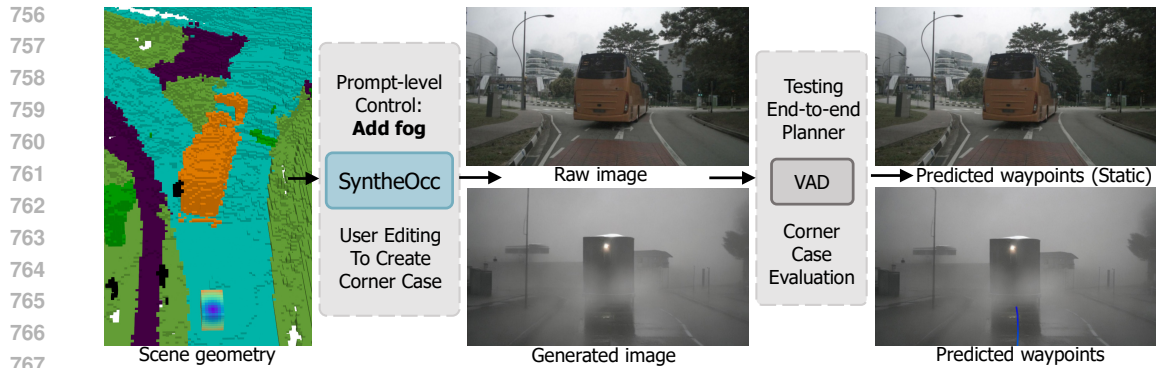 756
757
758
759
760
761
762
763
764
765
766
767
Scene geometry
Prompt-level
Control:
Add fog
SyntheOcc
User Editing
To Create
Corner Case
Raw image
Generated image
Testing
End-to-end
Planner
VAD
Corner
Case
Evaluation
Predicted waypoints (Static)
Predicted waypoints